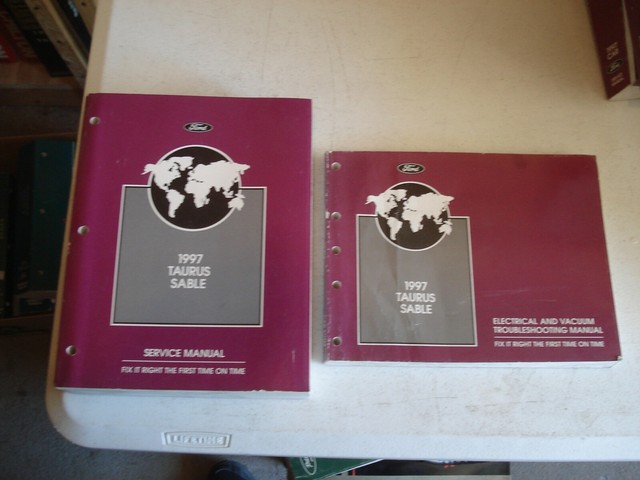 Ford
1997
TAURUS
SABLE
SERVICE MANUAL
FIX IT RIGHT THE FIRST TIME ON TIME
Ford
1997
TAURUS
SABLE
ELECTRICAL AND VACUUM
TROUBLESHOOTING MANUAL
FIX IT RIGHT THE FIRST TIME ON TIME
LIFETIME